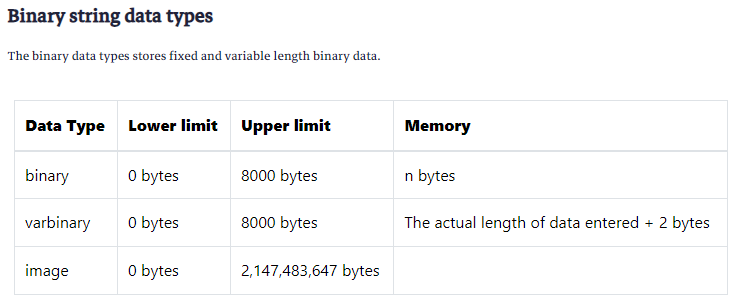 Binary string data types
The binary data types stores fixed and variable length binary data.
Data Type Lower limit Upper limit Memory
binary 0 bytes 8000 bytes n bytes
varbinary 0 bytes 8000 bytes The actual length of data entered + 2 bytes
image 0 bytes 2,147,483,647 bytes